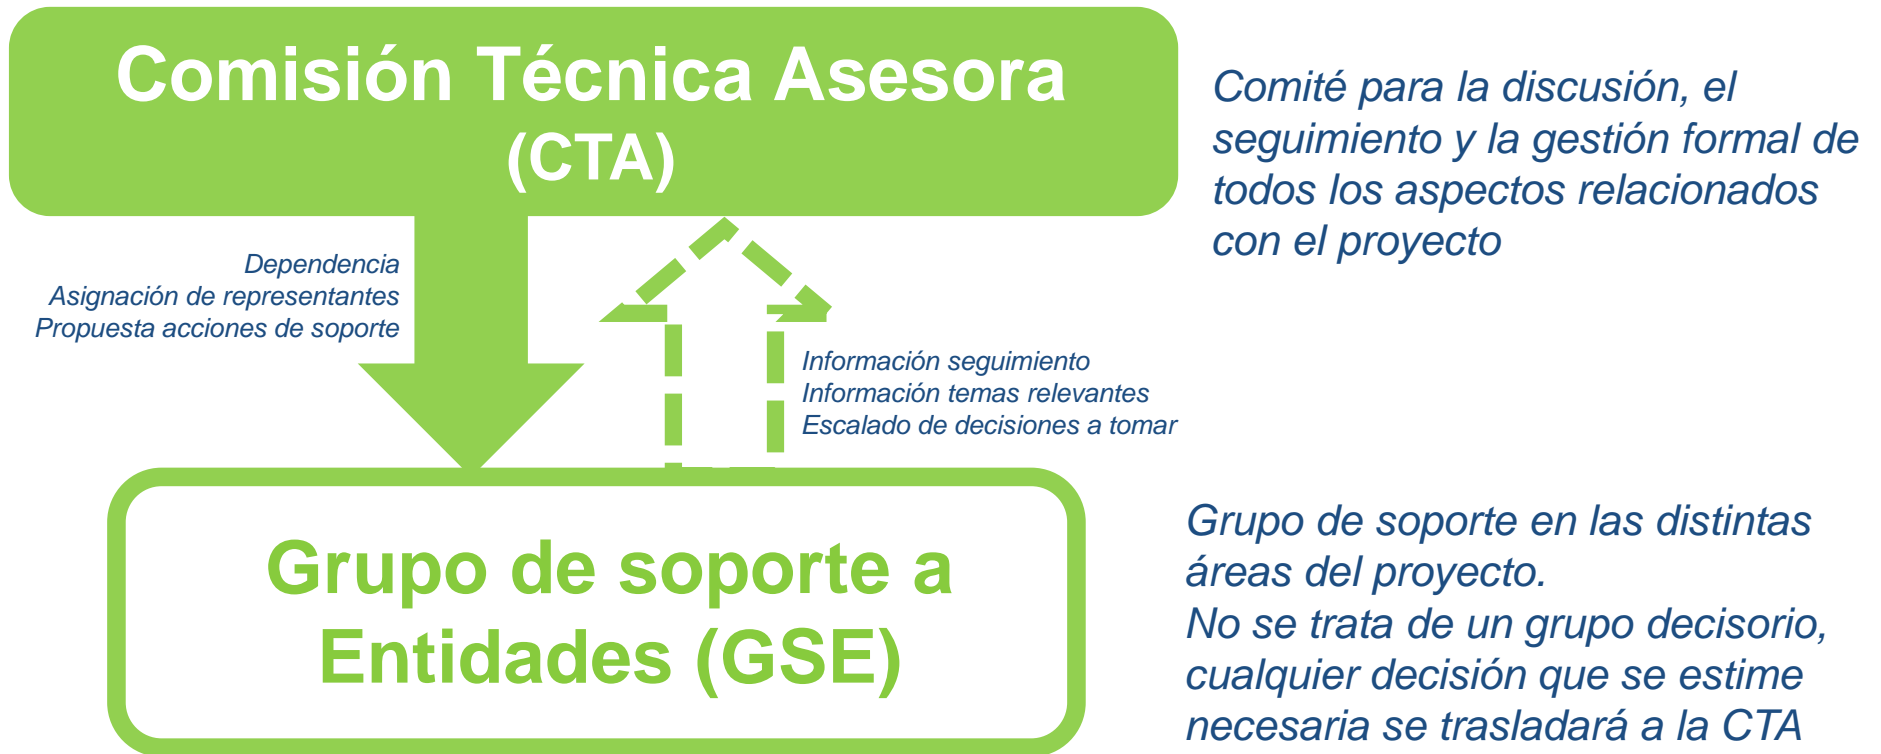 Comisión Técnica Asesora
(CTA)
Comité para la discusión, el
seguimiento y la gestión formal de
todos los aspectos relacionados
con el proyecto
Dependencia
Asignación de representantes
Propuesta acciones de soporte
Información seguimiento
Información temas relevantes
Escalado de decisiones a tomar
Grupo de soporte a
Entidades (GSE)
Grupo de soporte en las distintas
áreas del proyecto.
No se trata de un grupo decisorio,
cualquier decisión que se estime
necesaria se trasladará a la CTA